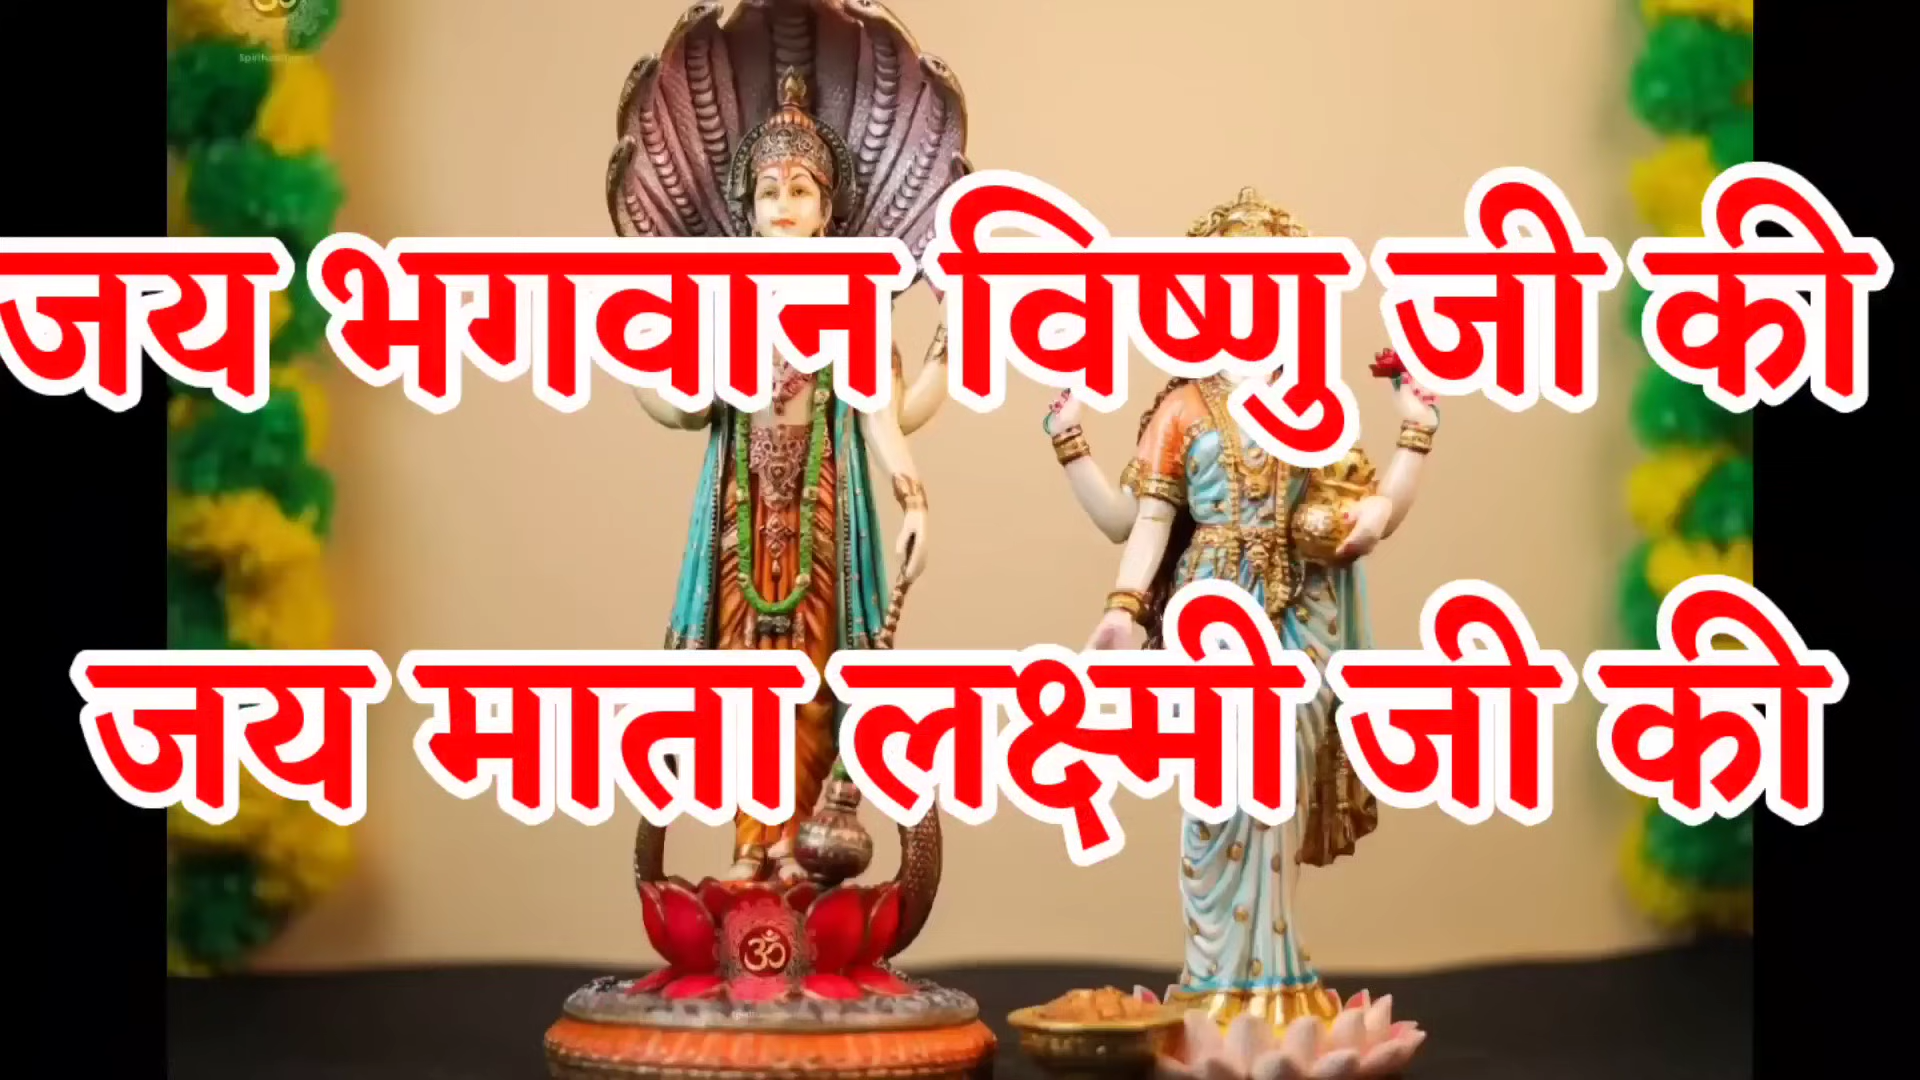 जय भगवान विष्णु जी की
जय माता लक्ष्मी जी की
ॐ